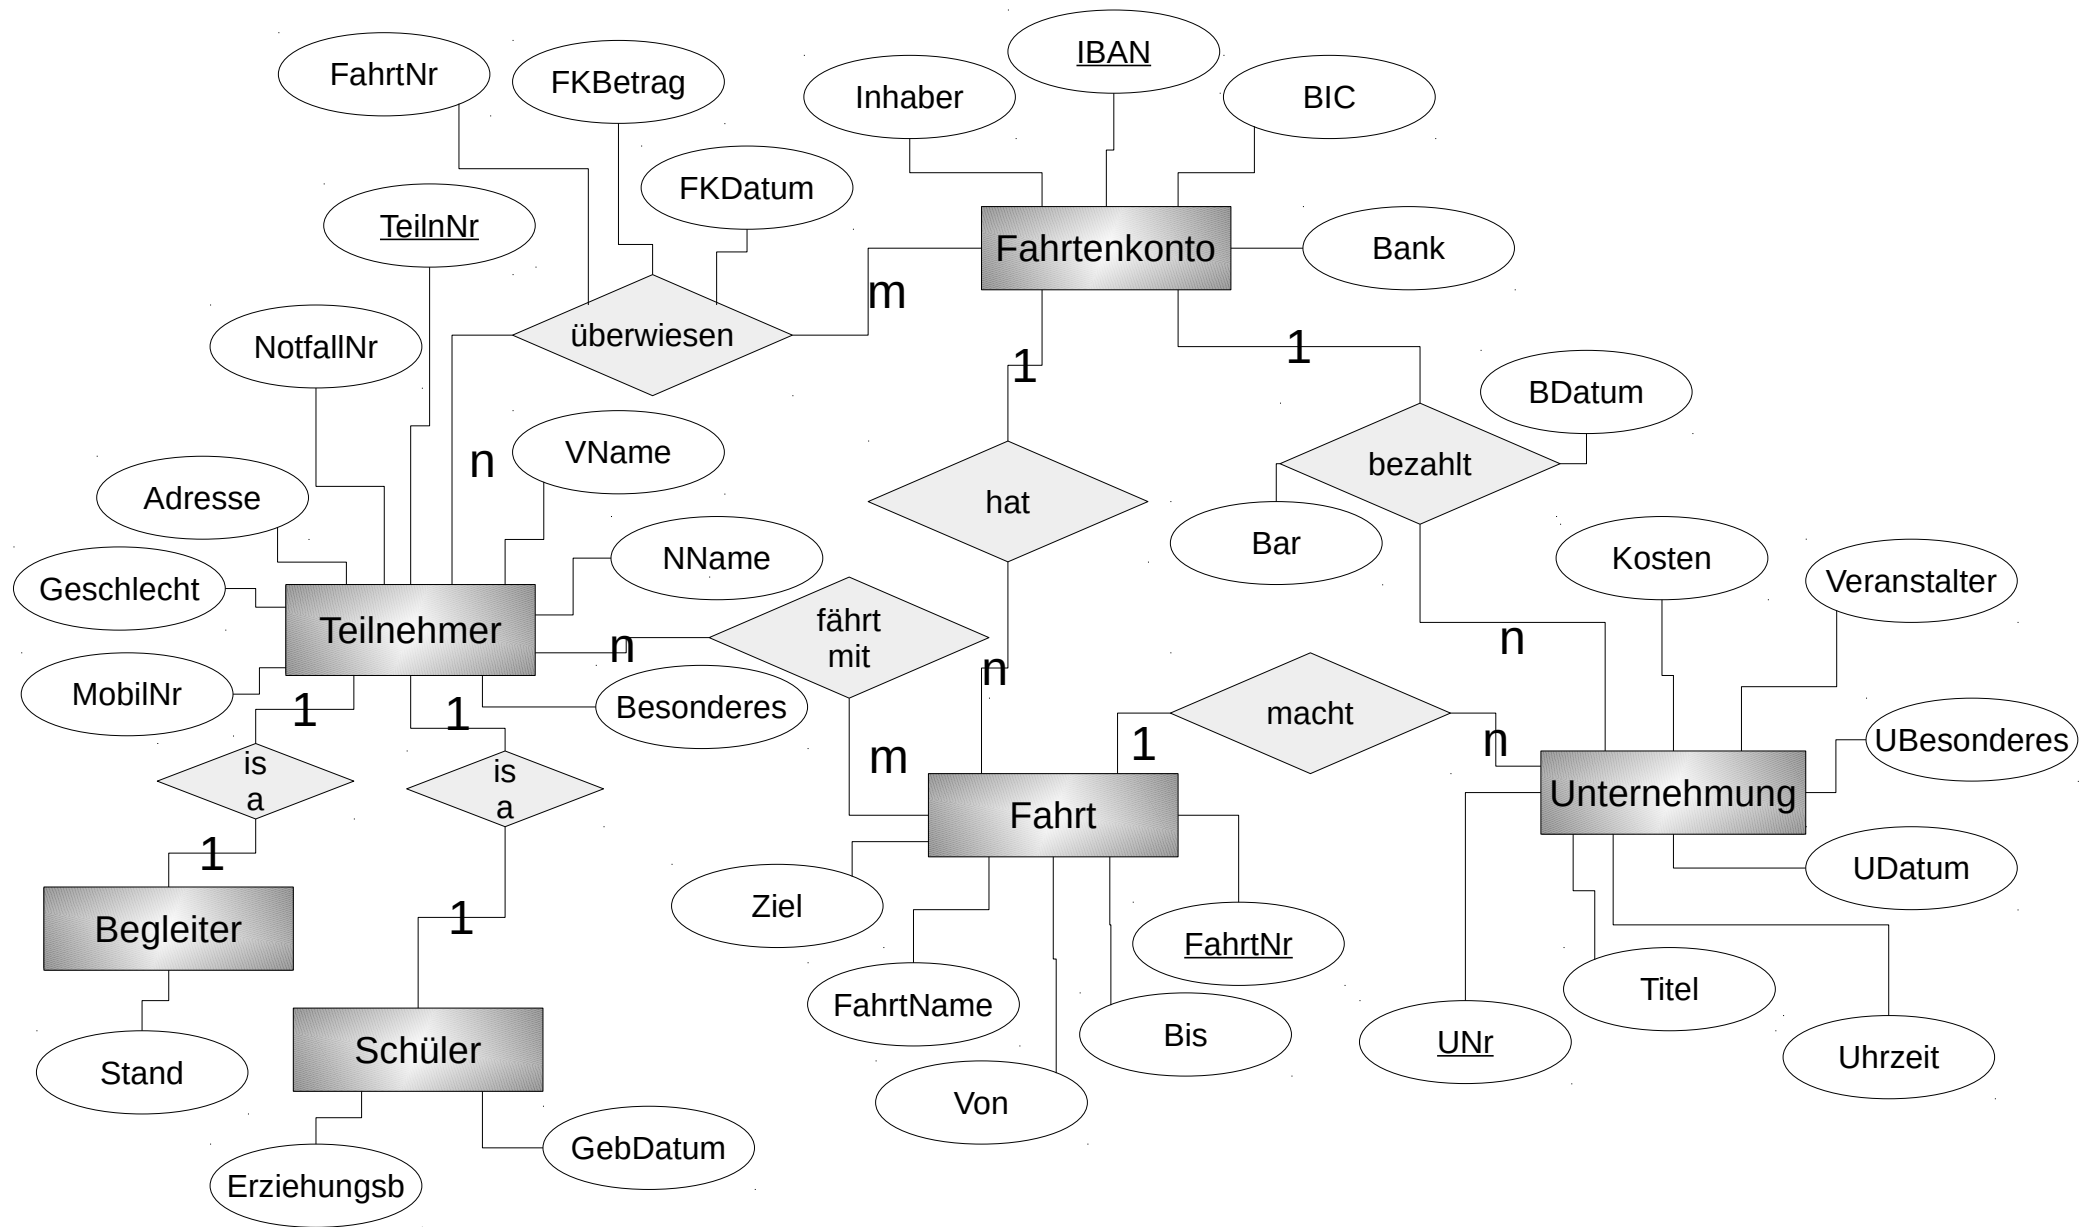 IBAN
FahrtNr
FKBetrag
Inhaber
BIC
FKDatum
TeilnNr
Fahrtenkonto
Bank
m
überwiesen
NotfallNr
1
1
BDatum
VName
n
bezahlt
Adresse
hat
Bar
NName
Kosten
Veranstalter
Geschlecht
Teilnehmer
fährt
mit
n
n
n
MobilNr
Besonderes
1
1
macht
1
n
UBesonderes
m
is
a
is
a
Fahrt
Unternehmung
1
UDatum
Ziel
1
Begleiter
FahrtNr
FahrtName
Titel
Bis
UNr
Schüler
Uhrzeit
Stand
Von
GebDatum
Erziehungsb